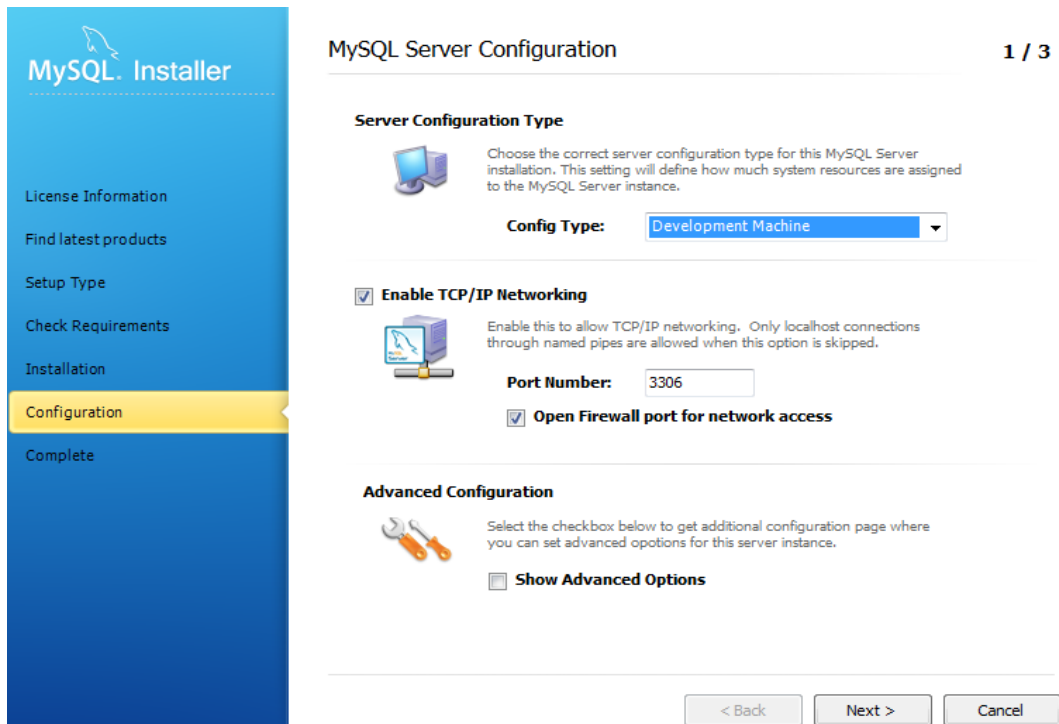 MySQL. Installer
License Information
Find latest products
Setup Type
Check Requirements
Installation
Configuration
Complete
MySQL Server Configuration
1 / 3
Server Configuration Type
Choose the correct server configuration type for this MySQL Server
installation. This setting will define how much system resources are assigned
to the MySQL Server instance.
Config Type:
Development Machine
Enable TCP/IP Networking
Enable this to allow TCP/IP networking. Only localhost connections
through named pipes are allowed when this option is skipped.
Port Number:
3306
Open Firewall port for network access
Advanced Configuration
Select the checkbox below to get additional configuration page where
you can set advanced opotions for this server instance.
Show Advanced Options
< Back
Next >
Cancel